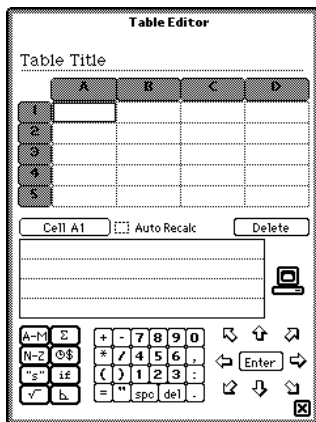 Table Editor
Table Title
A B C D
1
2
3
4
5
Cell A1 Auto Recalc Delete
A-M Σ + - 7 8 9 0
N-Z $ * / 4 5 6 , Enter
"s" if ( ) 1 2 3 :
√ = " spc del .